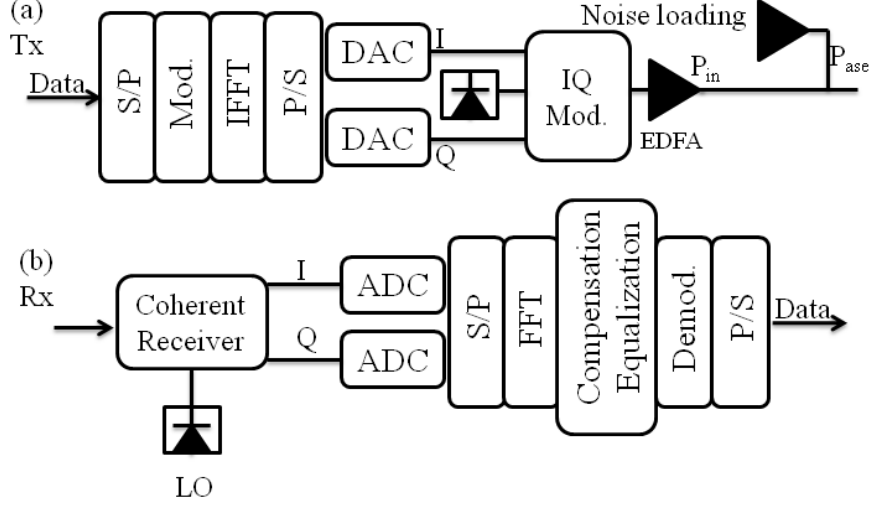 (a)
Tx
Data
S/P
Mod.
IFFT
P/S
DAC
DAC
I
Q
IQ
Mod.
EDFA
P_in
Noise loading
P_ase
(b)
Rx
Coherent
Receiver
LO
I
Q
ADC
ADC
S/P
FFT
Compensation
Equalization
Demod.
P/S
Data